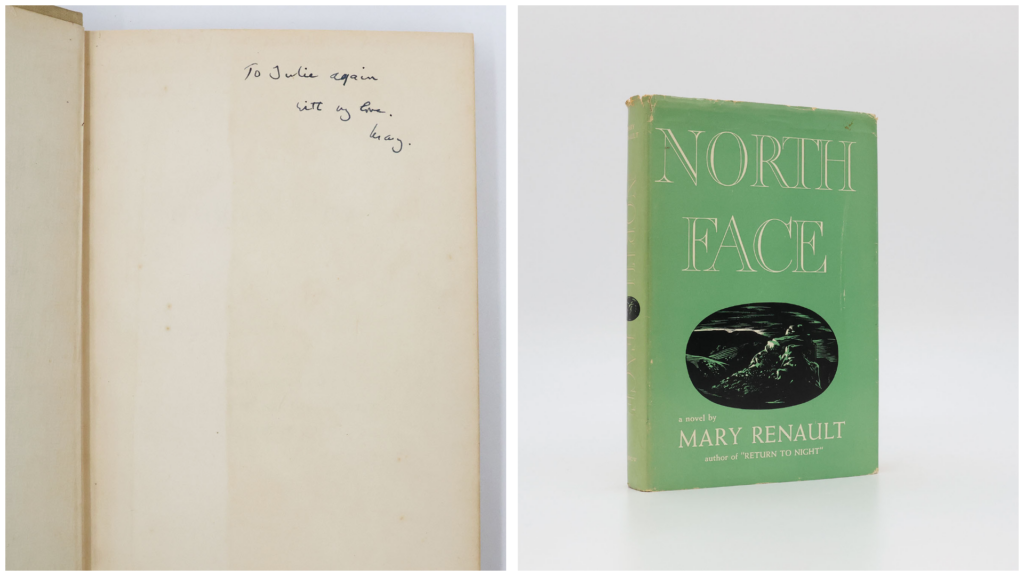 To Julie again
with my love.
Mary.
NORTH
FACE
a novel by
MARY RENAULT
author of "RETURN TO NIGHT"